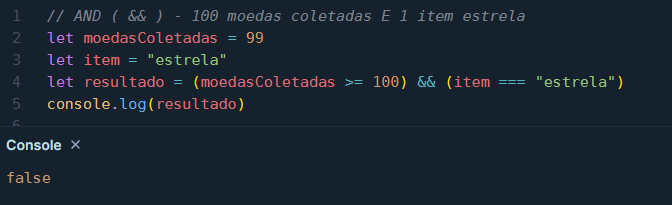 1 // AND ( && ) - 100 moedas coletadas E 1 item estrela
2 let moedasColetadas = 99
3 let item = "estrela"
4 let resultado = (moedasColetadas >= 100) && (item === "estrela")
5 console.log(resultado)
6
Console ×
false